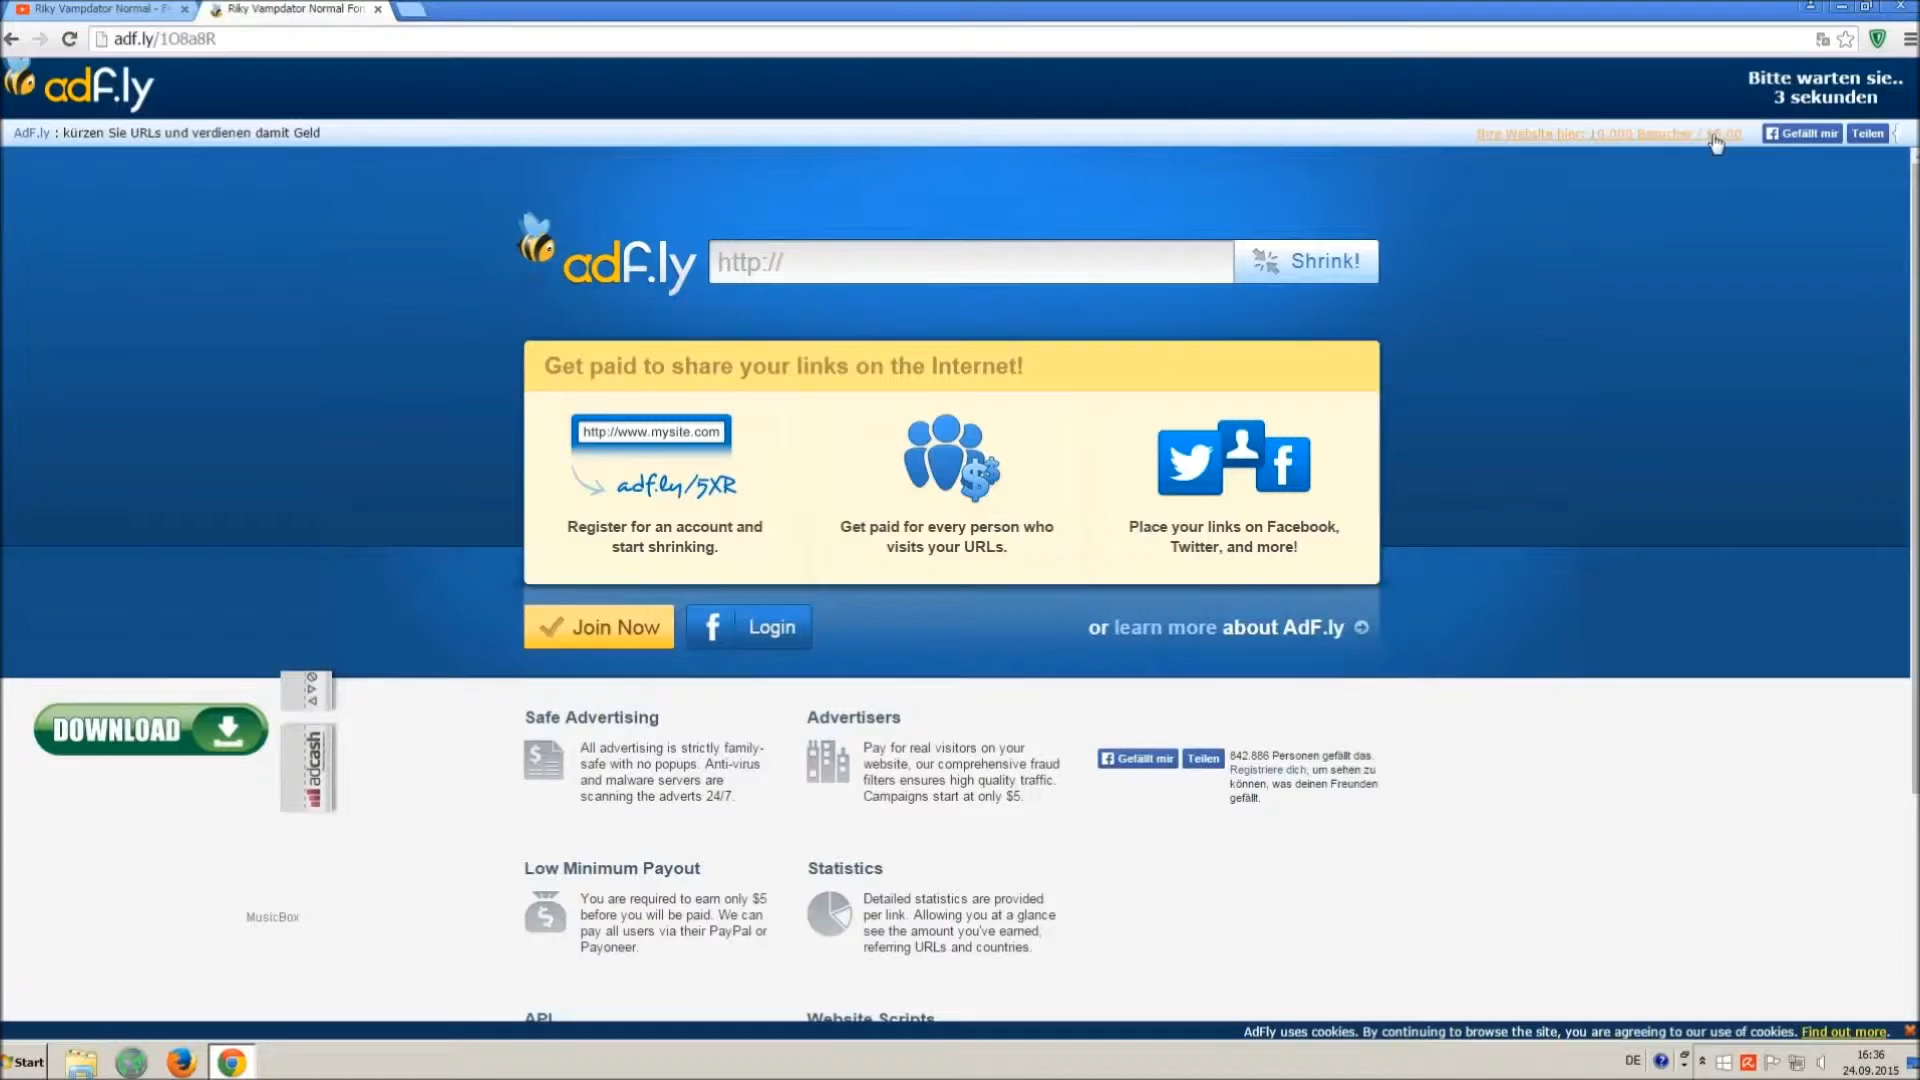 Riky Vampdator Normal - F
Riky Vampdator Normal For
adf.ly/1O8a8R
adf.ly
Bitte warten sie..
3 sekunden
AdF.ly : kürzen Sie URLs und verdienen damit Geld
Ihre Website hier: 10.000 Besucher /
Gefällt mir
Teilen
adf.ly
http://
Shrink!
Get paid to share your links on the Internet!
http://www.mysite.com
adf.ly/5XR
Register for an account and
start shrinking.
Get paid for every person who
visits your URLs.
Place your links on Facebook,
Twitter, and more!
Join Now
Login
or learn more about AdF.ly
DOWNLOAD
adcash
Safe Advertising
All advertising is strictly family-
safe with no popups. Anti-virus
and malware servers are
scanning the adverts 24/7.
Advertisers
Pay for real visitors on your
website, our comprehensive fraud
filters ensures high quality traffic.
Campaigns start at only $5.
Gefällt mir
Teilen
842.886 Personen gefällt das.
Registriere dich, um sehen zu
können, was deinen Freunden
gefällt.
Low Minimum Payout
You are required to earn only $5
before you will be paid. We can
pay all users via their PayPal or
Payoneer.
Statistics
Detailed statistics are provided
per link. Allowing you at a glance
see the amount you've earned,
referring URLs and countries.
MusicBox
API
Website Scripts
AdFly uses cookies. By continuing to browse the site, you are agreeing to our use of cookies. Find out more.
Start
DE
16:36
24.09.2015